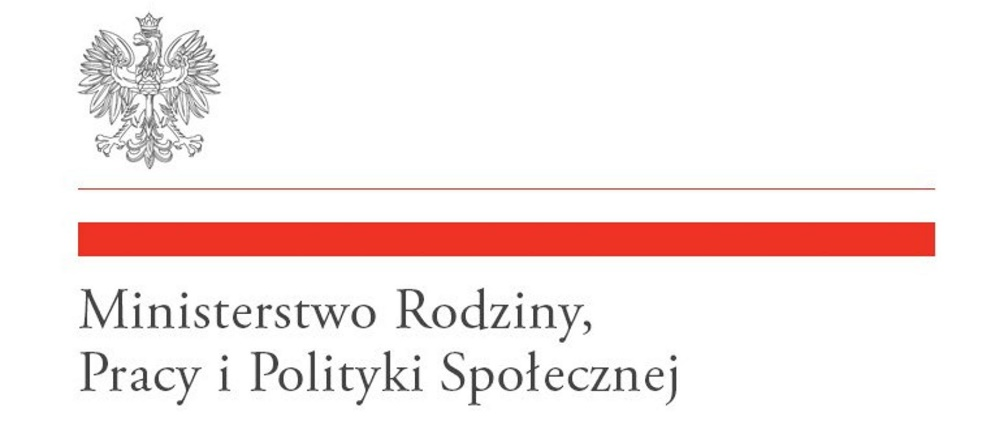 Ministerstwo Rodziny,
Pracy i Polityki Społecznej